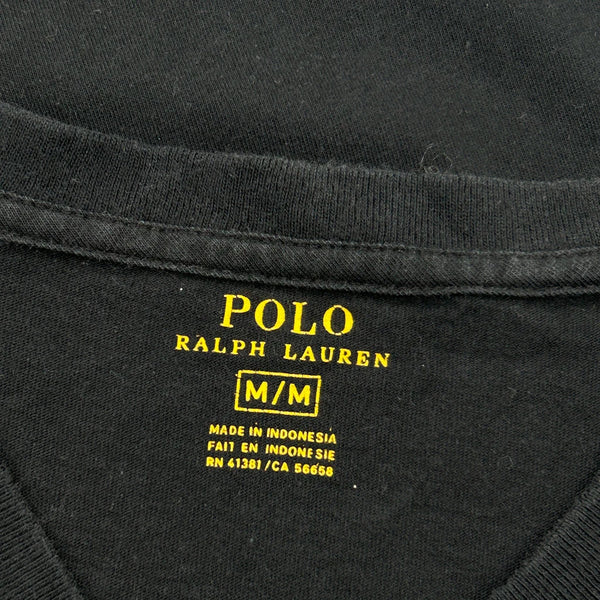 POLO
RALPH LAUREN
M/M
MADE IN INDONESIA
FAIT EN INDONESIE
RN 41381/CA 56658